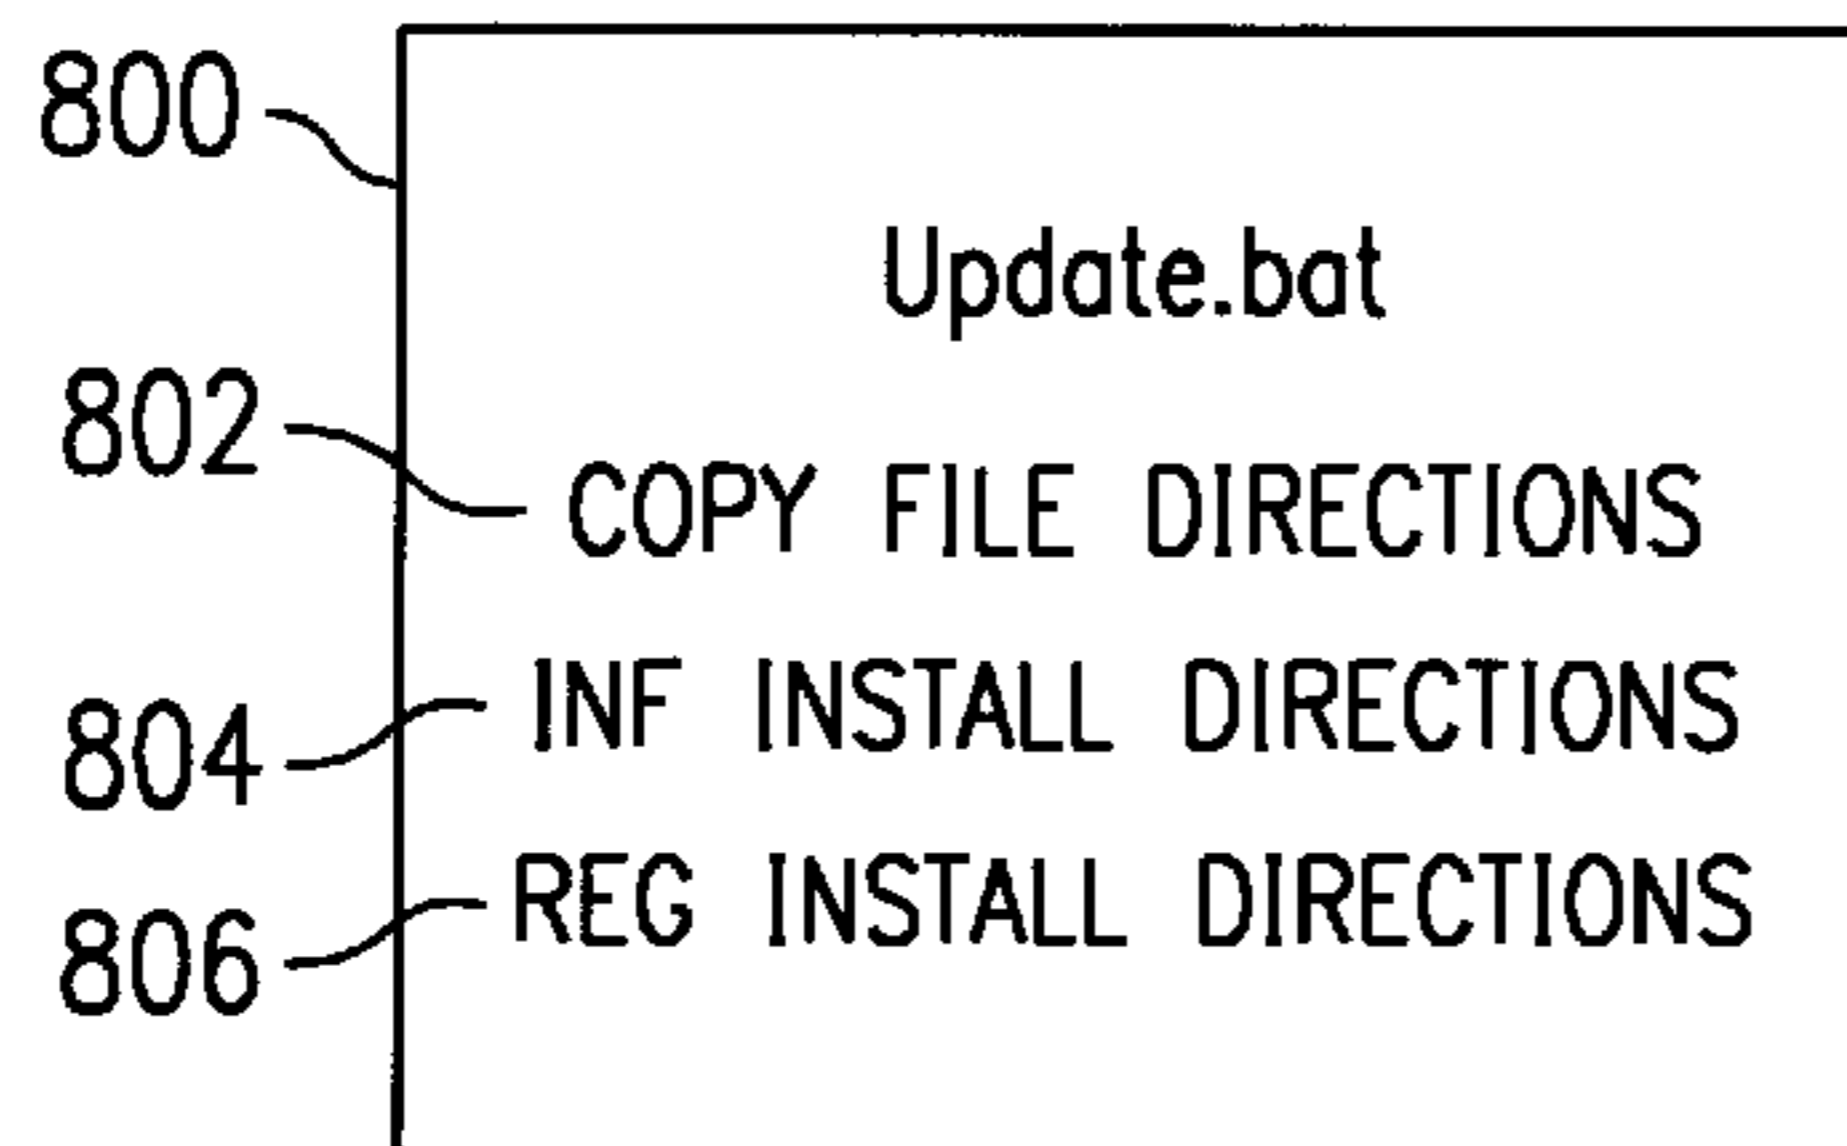 800
Update.bat
802 COPY FILE DIRECTIONS
804 INF INSTALL DIRECTIONS
806 REG INSTALL DIRECTIONS